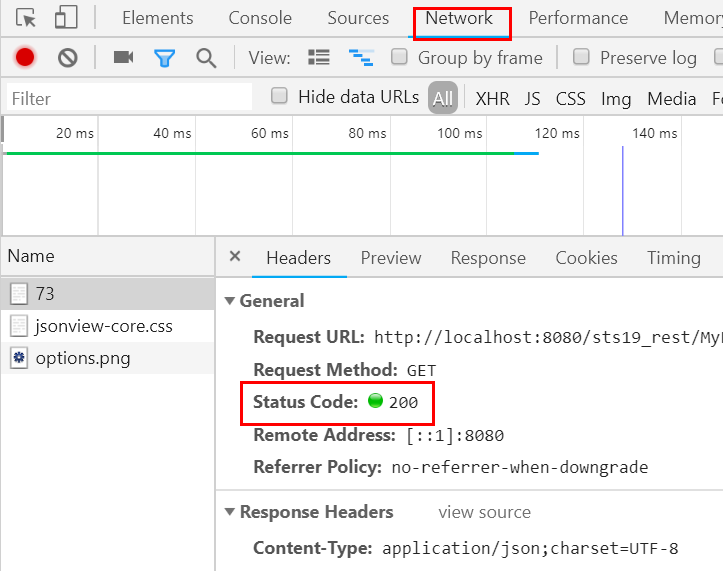 Elements Console Sources Network Performance Memory
View: Group by frame Preserve log
Filter Hide data URLs All XHR JS CSS Img Media
20 ms 40 ms 60 ms 80 ms 100 ms 120 ms 140 ms
Name × Headers Preview Response Cookies Timing
73
jsonview-core.css
options.png
▼ General
Request URL: http://localhost:8080/sts19_rest/My
Request Method: GET
Status Code: 200
Remote Address: [::1]:8080
Referrer Policy: no-referrer-when-downgrade
▼ Response Headers view source
Content-Type: application/json;charset=UTF-8